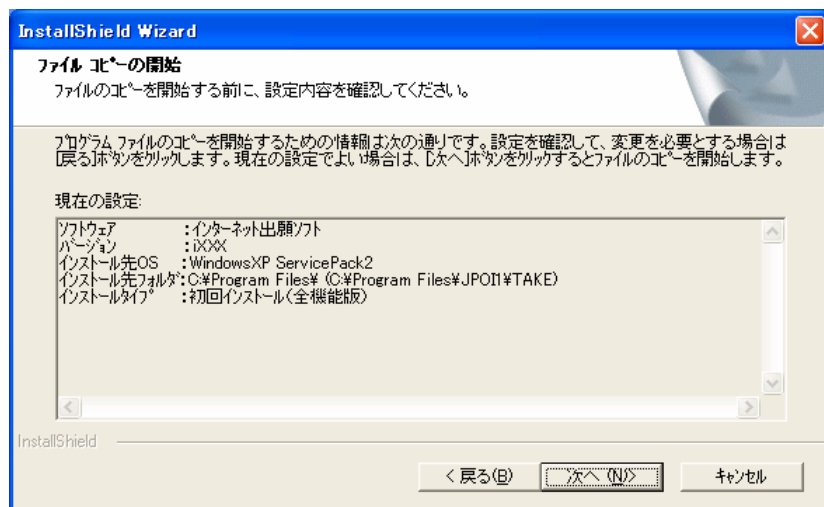 InstallShield Wizard
ファイル コピーの開始
ファイルのコピーを開始する前に、設定内容を確認してください。
プログラム ファイルのコピーを開始するための情報は次の通りです。設定を確認して、変更を必要とする場合は
[戻る]ボタンをクリックします。現在の設定でよい場合は、[次へ]ボタンをクリックするとファイルのコピーを開始します。
現在の設定:
ソフトウェア :インターネット出願ソフト
バージョン :iXXX
インストール先OS :WindowsXP ServicePack2
インストール先フォルダ:C:¥Program Files¥ (C:¥Program Files¥JPOI1¥TAKE)
インストールタイプ :初回インストール(全機能版)
InstallShield
< 戻る(B) 次へ (N)> キャンセル